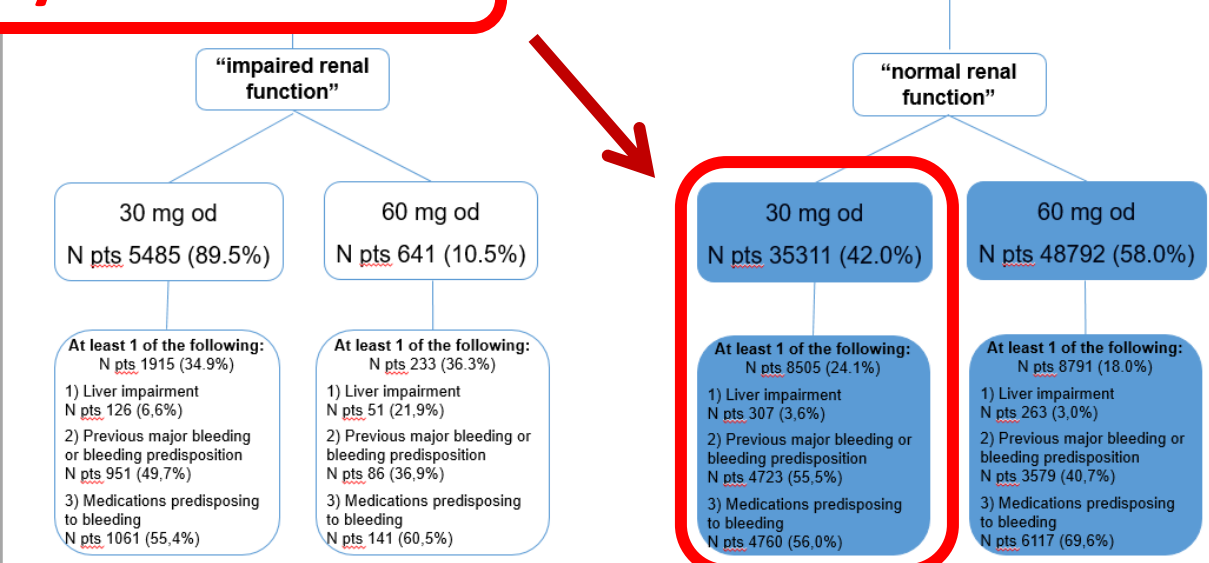 “impaired renal
function”
“normal renal
function”
30 mg od
N pts 5485 (89.5%)
60 mg od
N pts 641 (10.5%)
30 mg od
N pts 35311 (42.0%)
60 mg od
N pts 48792 (58.0%)
At least 1 of the following:
N pts 1915 (34.9%)
1) Liver impairment
N pts 126 (6,6%)
2) Previous major bleeding
or bleeding predisposition
N pts 951 (49,7%)
3) Medications predisposing
to bleeding
N pts 1061 (55,4%)
At least 1 of the following:
N pts 233 (36.3%)
1) Liver impairment
N pts 51 (21,9%)
2) Previous major bleeding or
bleeding predisposition
N pts 86 (36,9%)
3) Medications predisposing
to bleeding
N pts 141 (60,5%)
At least 1 of the following:
N pts 8505 (24.1%)
1) Liver impairment
N pts 307 (3,6%)
2) Previous major bleeding or
bleeding predisposition
N pts 4723 (55,5%)
3) Medications predisposing
to bleeding
N pts 4760 (56,0%)
At least 1 of the following:
N pts 8791 (18.0%)
1) Liver impairment
N pts 263 (3,0%)
2) Previous major bleeding or
bleeding predisposition
N pts 3579 (40,7%)
3) Medications predisposing
to bleeding
N pts 6117 (69,6%)